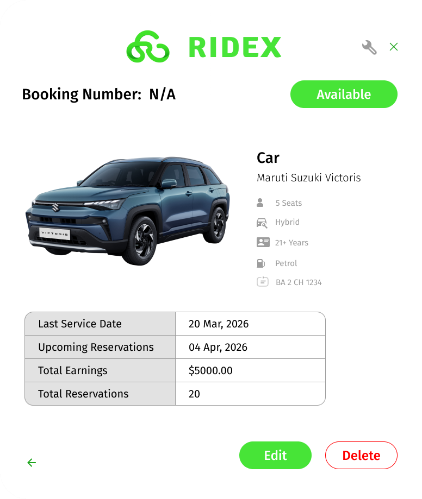 RIDEX
Booking Number: N/A
Available
Car
Maruti Suzuki Victoris
5 Seats
Hybrid
21+ Years
Petrol
BA 2 CH 1234
VICTORIS
Last Service Date 20 Mar, 2026
Upcoming Reservations 04 Apr, 2026
Total Earnings $5000.00
Total Reservations 20
Edit
Delete